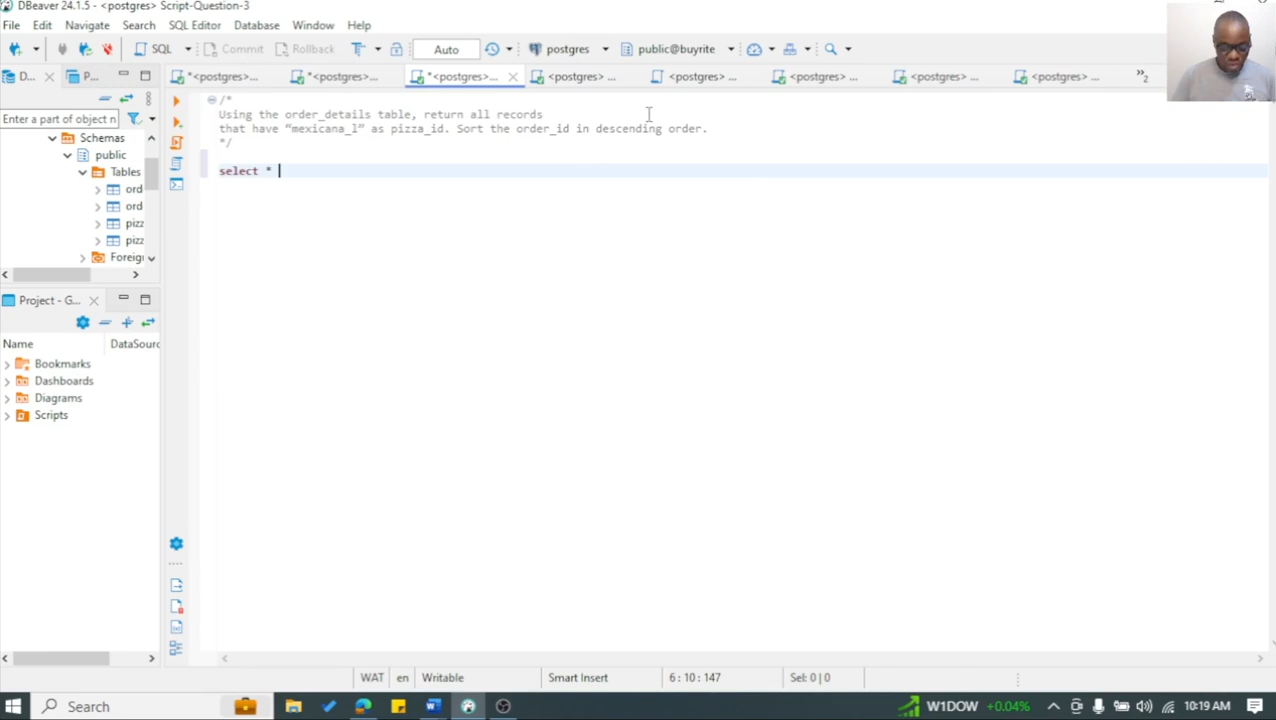 DBeaver 24.1.5 - <postgres> Script-Question-3
File Edit Navigate Search SQL Editor Database Window Help
SQL Commit Rollback Auto postgres public@buyrite
D... P... *<postgres>... *<postgres>... *<postgres>... <postgres> ... <postgres> ... <postgres> ... <postgres> ... <postgres> ... »2
Enter a part of object n
Schemas
public
Tables
ord
ord
pizz
pizz
Foreig
/*
Using the order_details table, return all records
that have “mexicana_l” as pizza_id. Sort the order_id in descending order.
*/
select *
Project - G...
Name DataSourc
Bookmarks
Dashboards
Diagrams
Scripts
WAT en Writable Smart Insert 6 : 10 : 147 Sel: 0 | 0
Search W1DOW +0.04% 10:19 AM